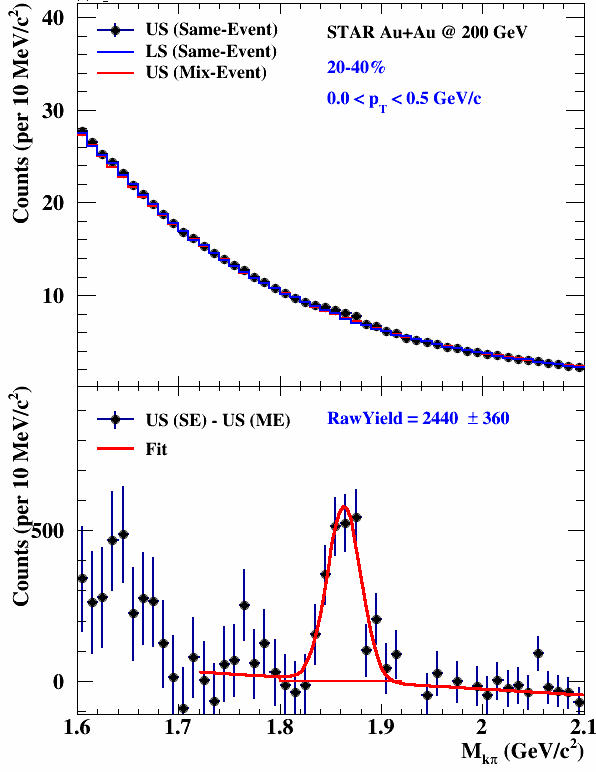 US (Same-Event)
LS (Same-Event)
US (Mix-Event)
STAR Au+Au @ 200 GeV
20-40%
0.0 < p_T < 0.5 GeV/c
Counts (per 10 MeV/c²)
40
30
20
10
US (SE) - US (ME)
Fit
RawYield = 2440 ± 360
Counts (per 10 MeV/c²)
500
0
1.6 1.7 1.8 1.9 2 2.1
M_kπ (GeV/c²)